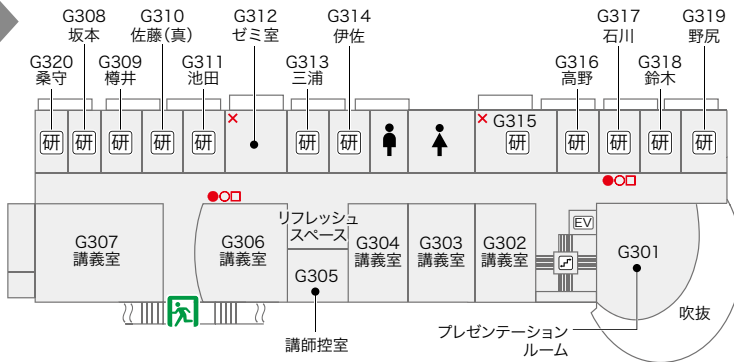 G308
坂本
G310
佐藤(真)
G312
ゼミ室
G314
伊佐
G317
石川
G319
野尻
G320
桑守
G309
樽井
G311
池田
G313
三浦
G316
高野
G318
鈴木
研
研
研
研
研
研
研
G315
研
研
研
研
研
G307
講義室
G306
講義室
リフレッシュ
スペース
G305
講師控室
G304
講義室
G303
講義室
G302
講義室
EV
G301
プレゼンテーション
ルーム
吹抜